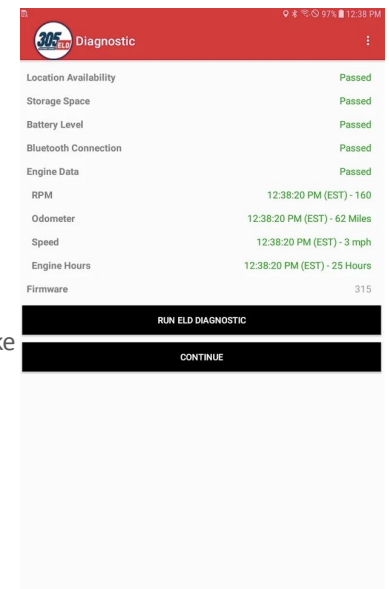 97% 12:38 PM
305 ELD Diagnostic
Location Availability Passed
Storage Space Passed
Battery Level Passed
Bluetooth Connection Passed
Engine Data Passed
RPM 12:38:20 PM (EST) - 160
Odometer 12:38:20 PM (EST) - 62 Miles
Speed 12:38:20 PM (EST) - 3 mph
Engine Hours 12:38:20 PM (EST) - 25 Hours
Firmware 315
RUN ELD DIAGNOSTIC
ke
CONTINUE